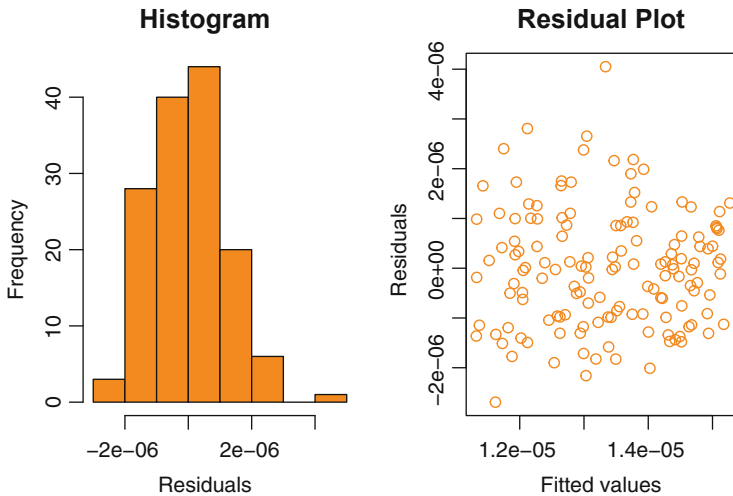 Histogram
Frequency
0 10 20 30 40
−2e−06 2e−06
Residuals
Residual Plot
Residuals
−2e−06 0e+00 2e−06 4e−06
1.2e−05 1.4e−05
Fitted values